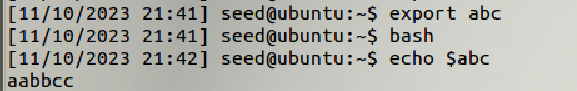 [11/10/2023 21:41] seed@ubuntu:~$ export abc
[11/10/2023 21:41] seed@ubuntu:~$ bash
[11/10/2023 21:42] seed@ubuntu:~$ echo $abc
aabbcc